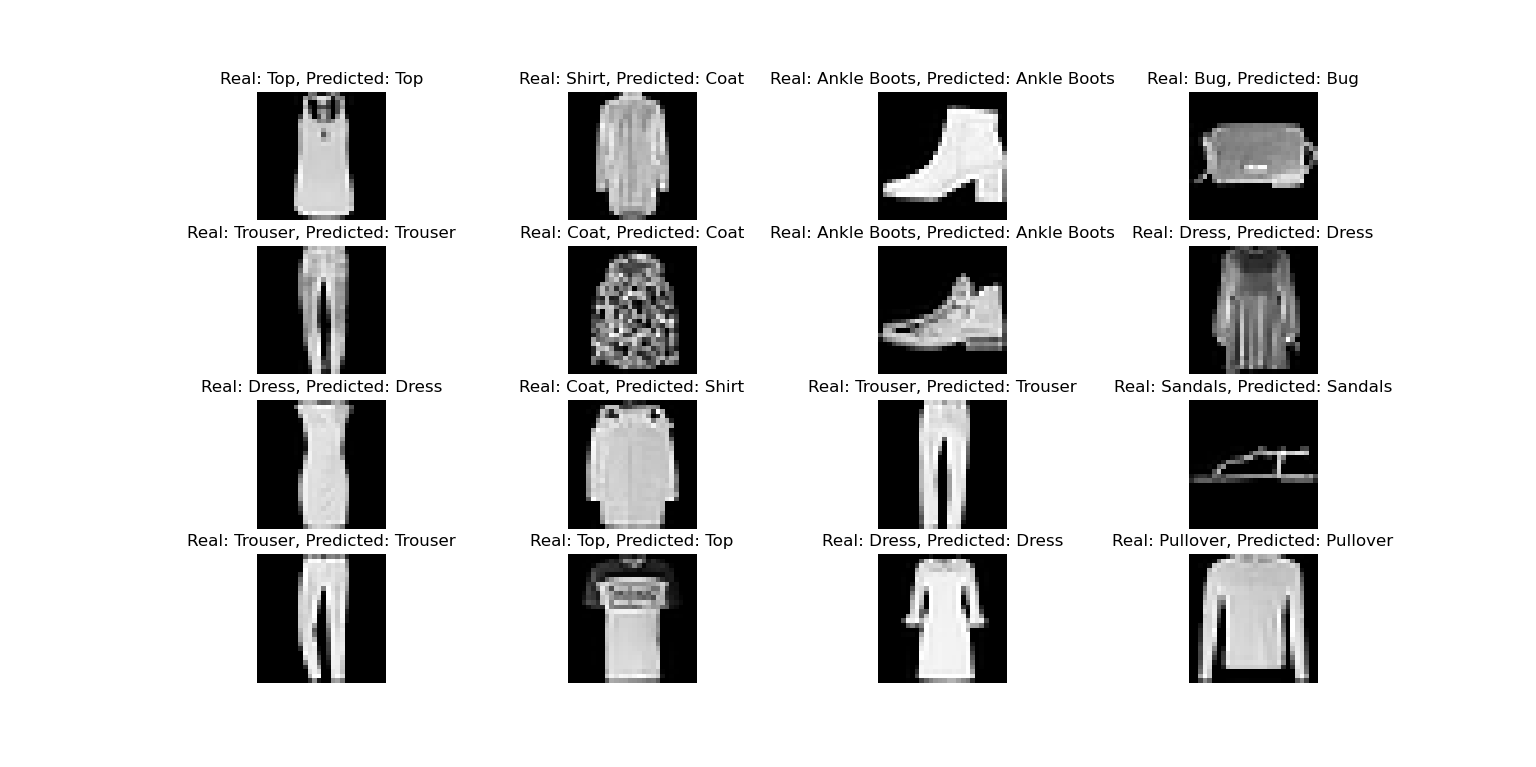 Real: Top, Predicted: Top
Real: Shirt, Predicted: Coat
Real: Ankle Boots, Predicted: Ankle Boots
Real: Bug, Predicted: Bug
Real: Trouser, Predicted: Trouser
Real: Coat, Predicted: Coat
Real: Ankle Boots, Predicted: Ankle Boots
Real: Dress, Predicted: Dress
Real: Dress, Predicted: Dress
Real: Coat, Predicted: Shirt
Real: Trouser, Predicted: Trouser
Real: Sandals, Predicted: Sandals
Real: Trouser, Predicted: Trouser
Real: Top, Predicted: Top
Real: Dress, Predicted: Dress
Real: Pullover, Predicted: Pullover